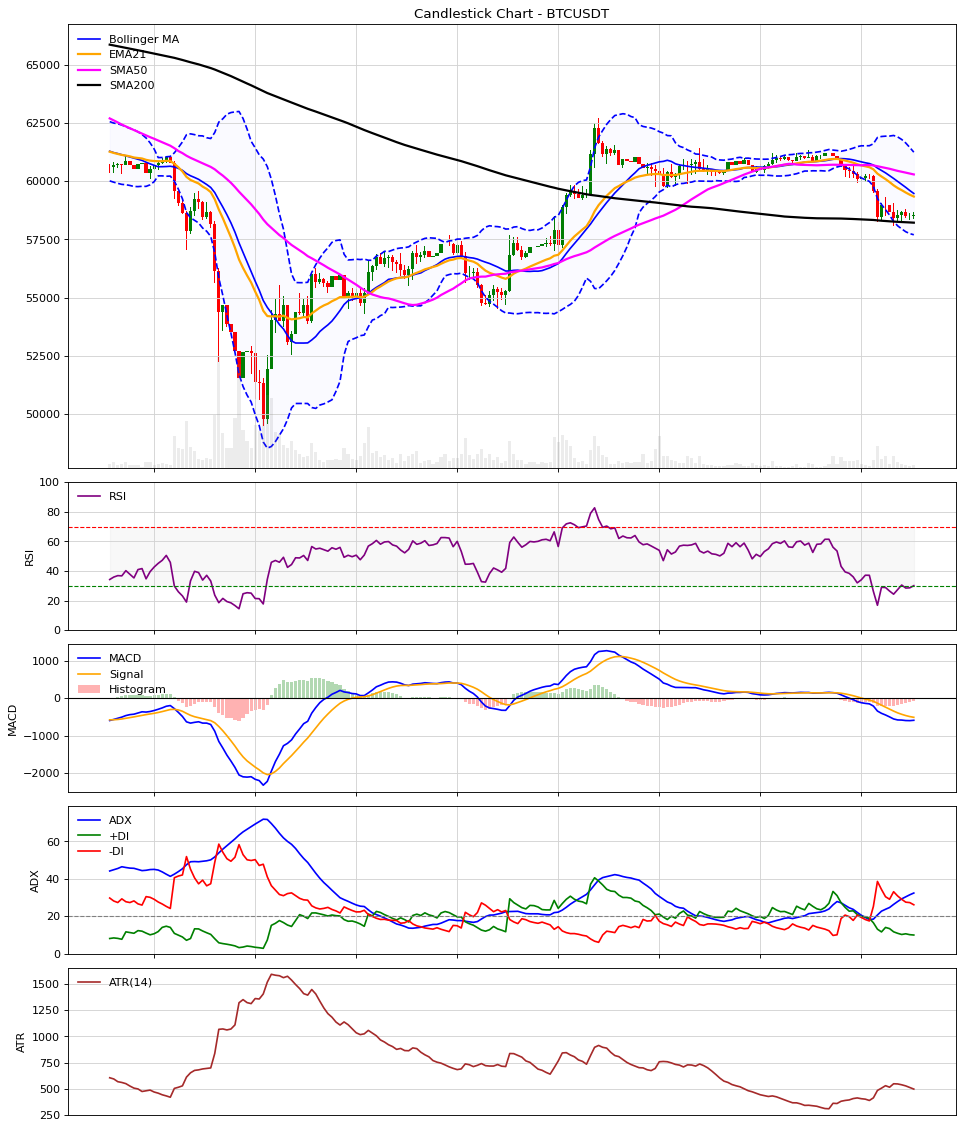 Candlestick Chart - BTCUSDT
Bollinger MA
EMA21
SMA50
SMA200
65000
62500
60000
57500
55000
52500
50000
RSI
100
80
60
40
20
0
RSI
MACD
Signal
Histogram
1000
0
−1000
−2000
MACD
ADX
+DI
-DI
60
40
20
0
ADX
ATR(14)
1500
1250
1000
750
500
250
ATR